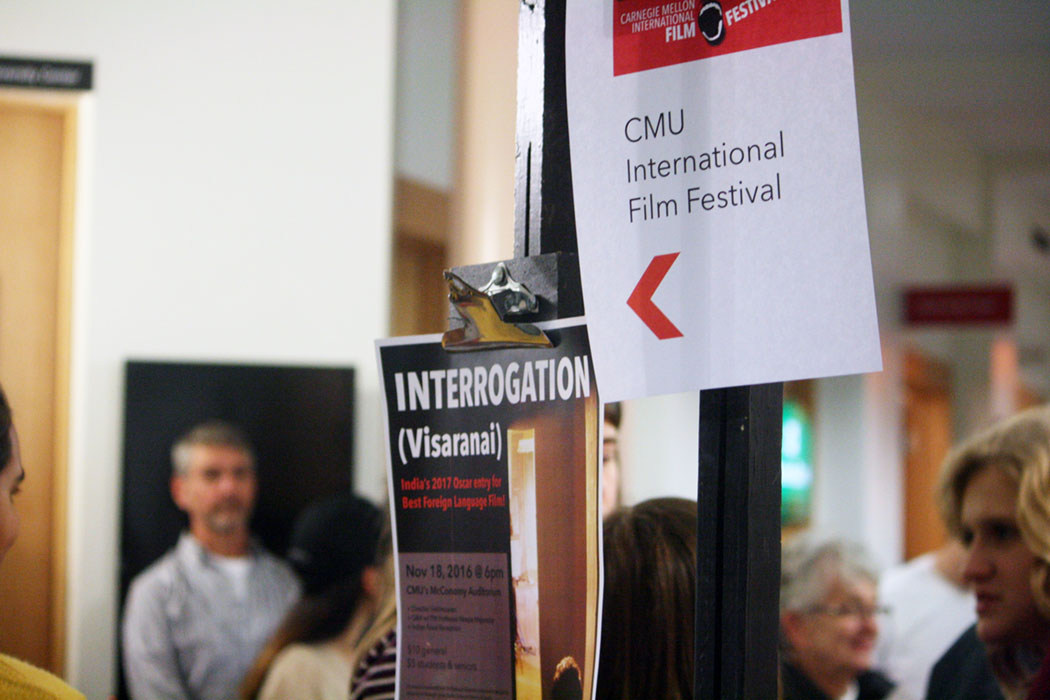 CARNEGIE MELLON
INTERNATIONAL
FILM
FESTIVAL
CMU
International
Film Festival
INTERROGATION
(Visaranai)
India's 2017 Oscar entry for
Best Foreign Language Film!
Nov 18, 2016 @ 6pm
CMU's McConomy Auditorium
$10 general
$5 students & seniors